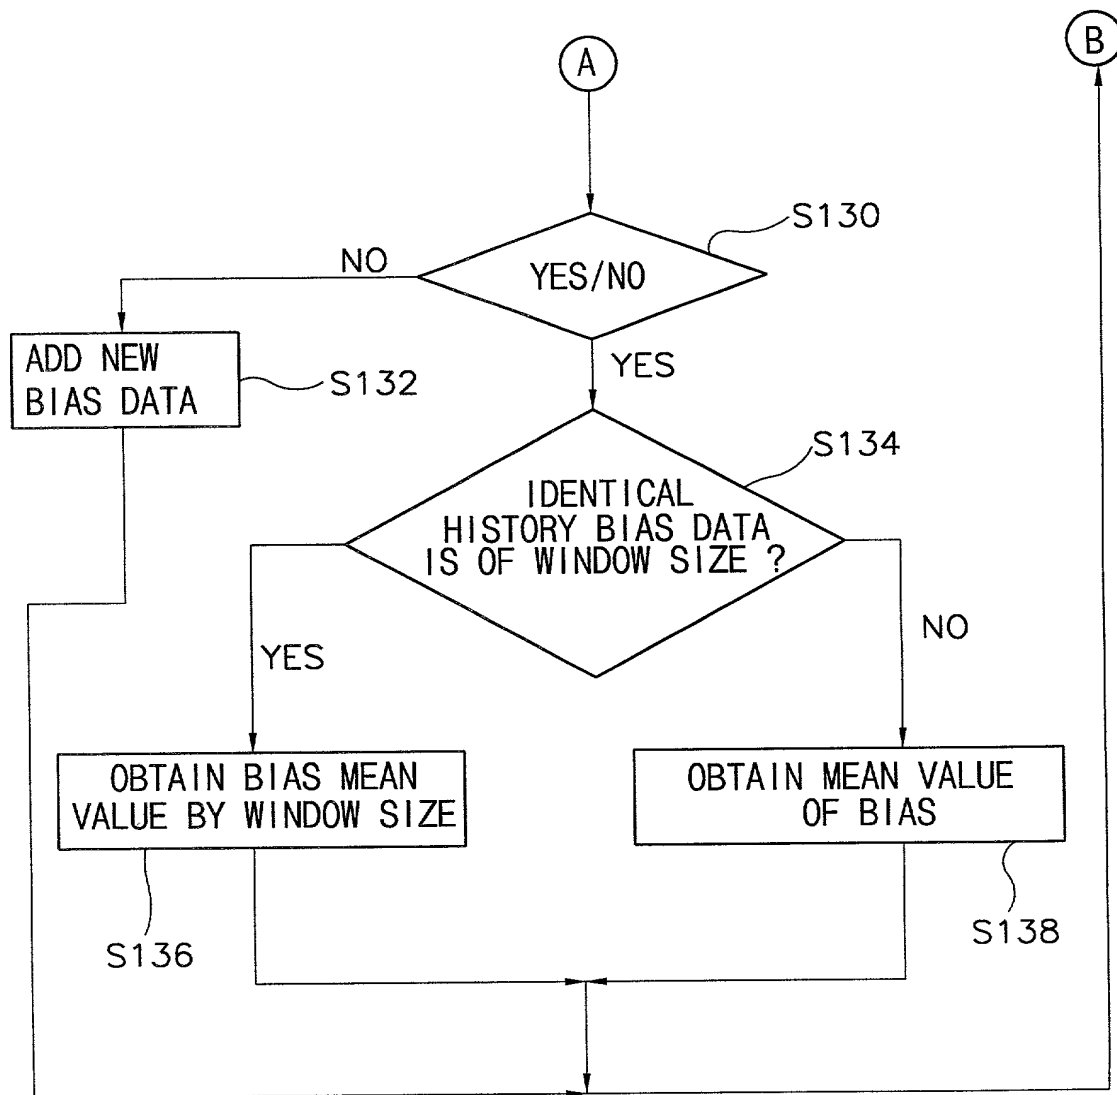 B
A
S130
NO
YES/NO
ADD NEW
BIAS DATA
S132
YES
S134
IDENTICAL
HISTORY BIAS DATA
IS OF WINDOW SIZE ?
YES
NO
OBTAIN BIAS MEAN
VALUE BY WINDOW SIZE
OBTAIN MEAN VALUE
OF BIAS
S136
S138